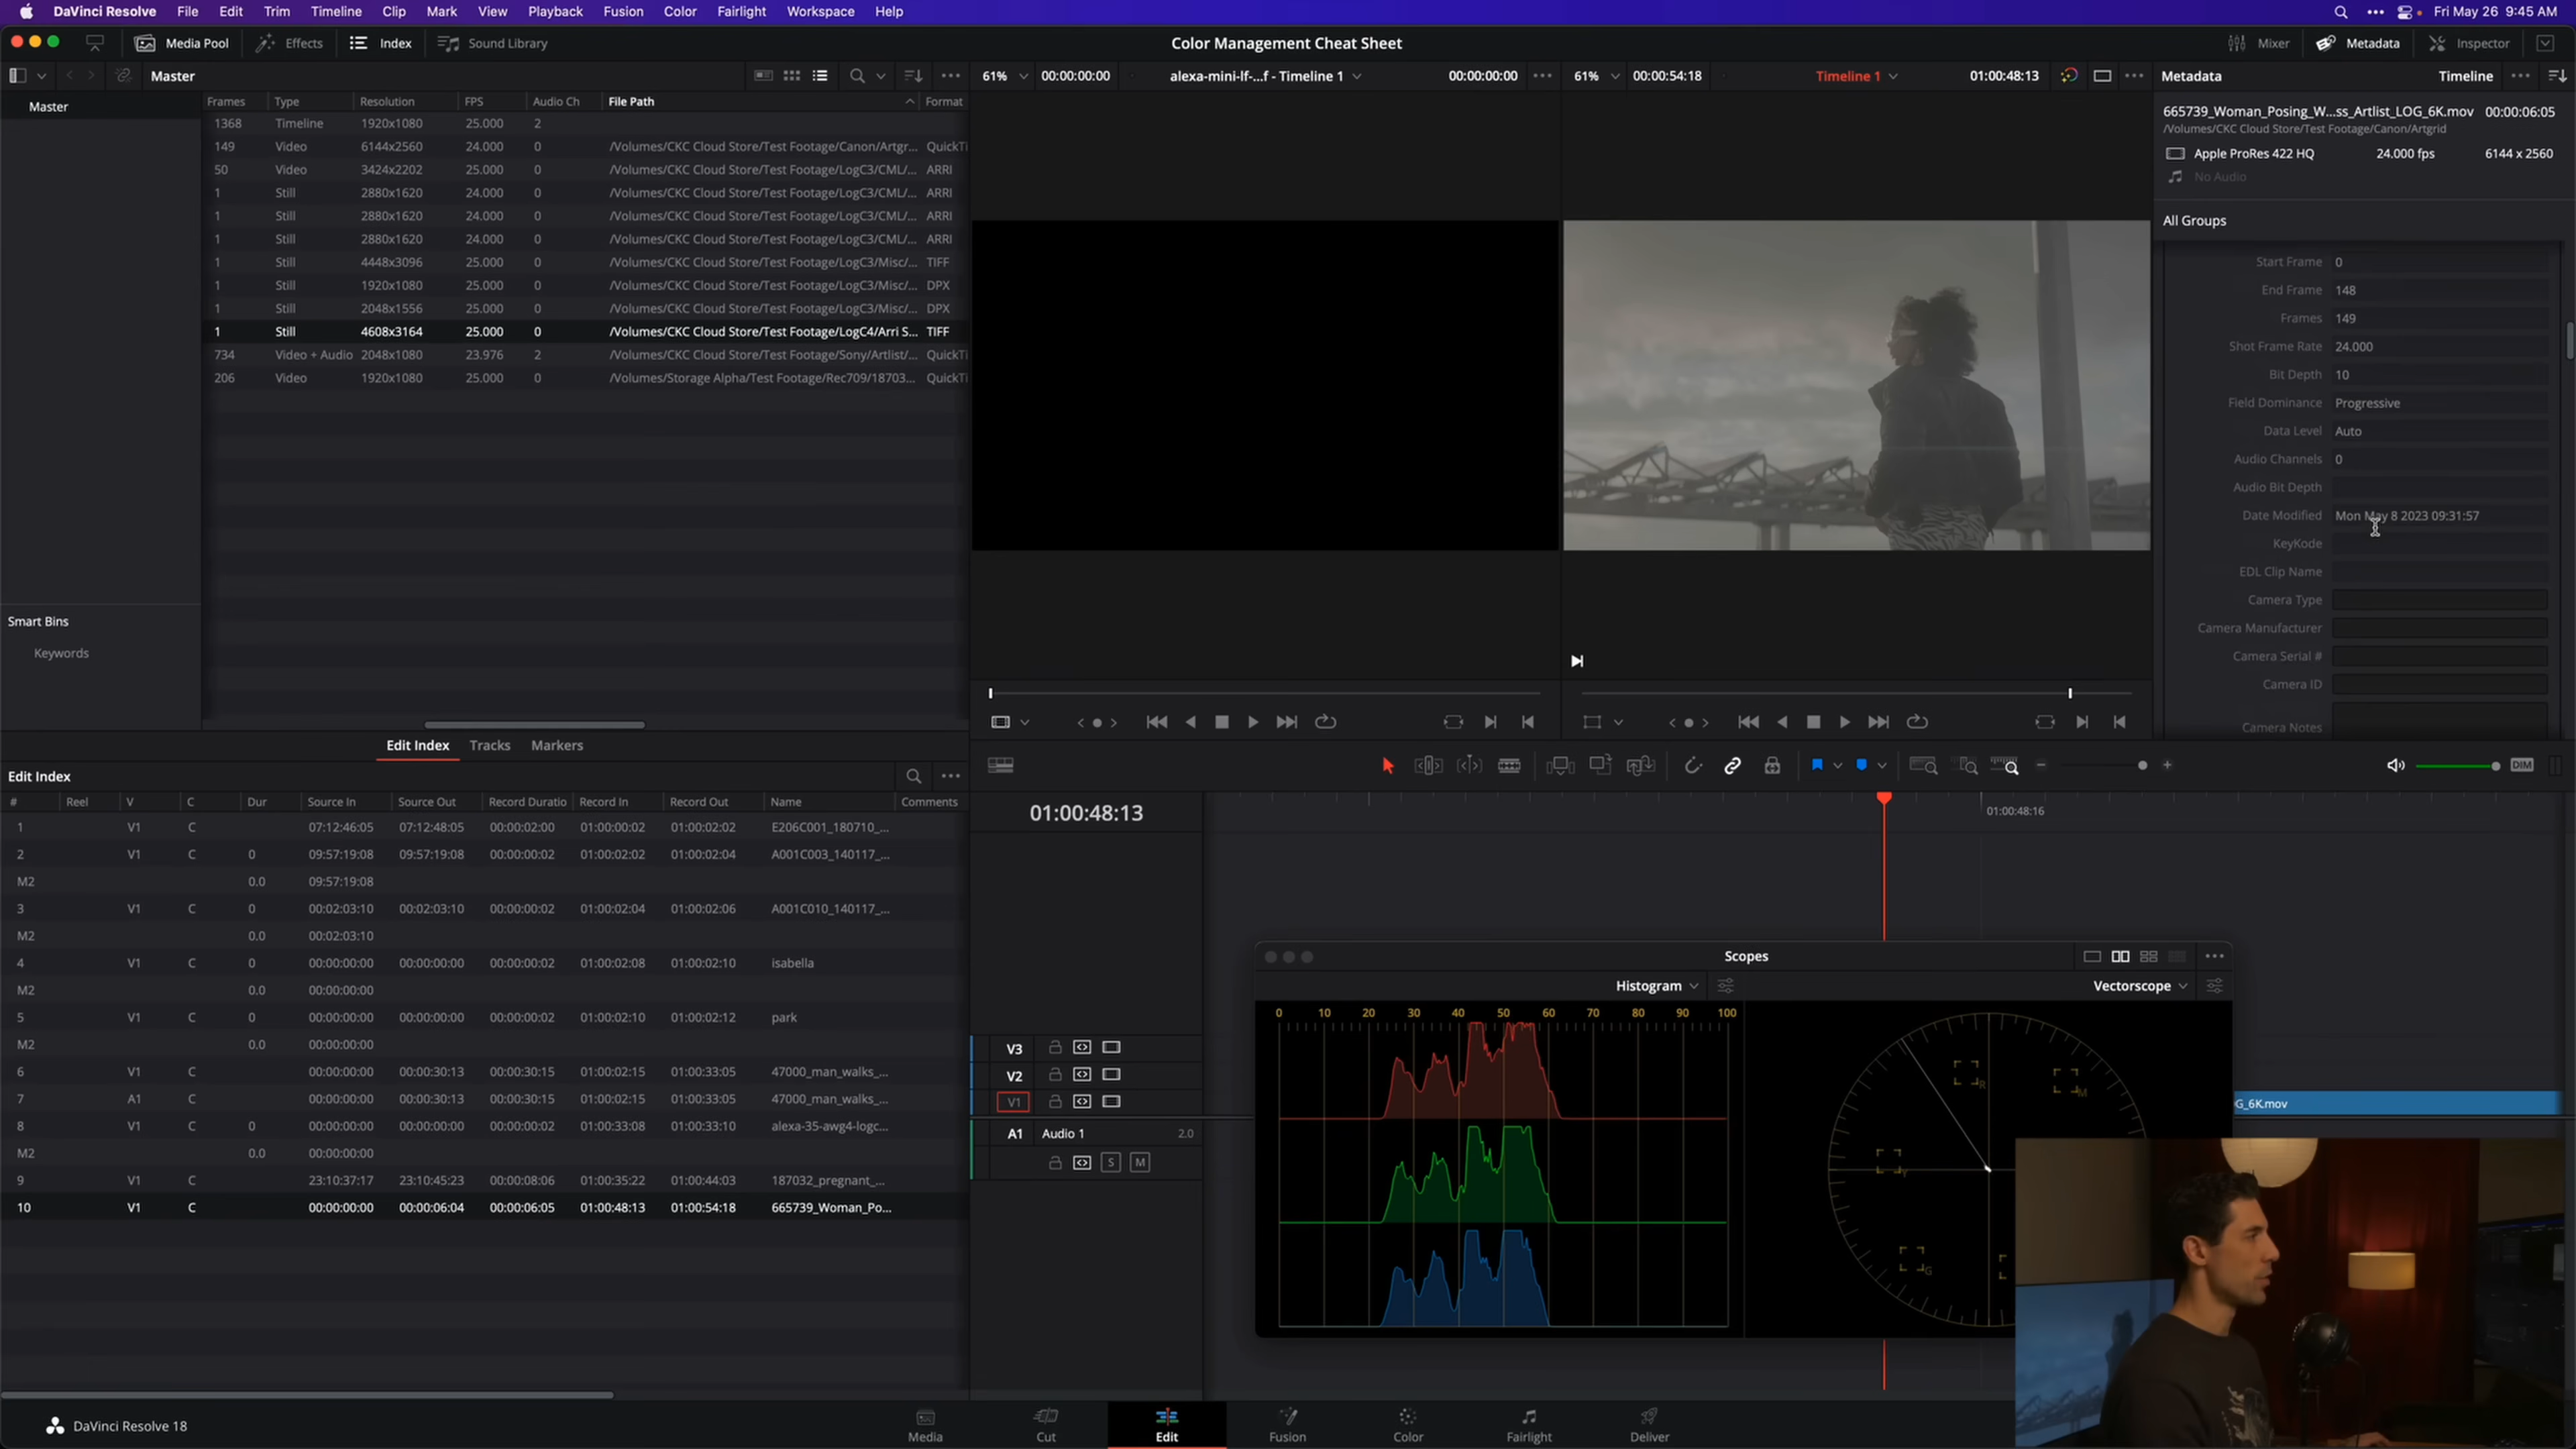 DaVinci Resolve File Edit Trim Timeline Clip Mark View Playback Fusion Color Fairlight Workspace Help Fri May 26 9:45 AM
Media Pool Effects Index Sound Library Color Management Cheat Sheet Mixer Metadata Inspector
Master 61% 00:00:00:00 alexa-mini-lf-...f - Timeline 1 00:00:00:00 61% 00:00:54:18 Timeline 1 01:00:48:13 Metadata Timeline
Master
Frames Type Resolution FPS Audio Ch File Path Format
1368 Timeline 1920x1080 25.000 2
149 Video 6144x2560 24.000 0 /Volumes/CKC Cloud Store/Test Footage/Canon/Artgr... QuickTi
50 Video 3424x2202 25.000 0 /Volumes/CKC Cloud Store/Test Footage/LogC3/CML/... ARRI
1 Still 2880x1620 24.000 0 /Volumes/CKC Cloud Store/Test Footage/LogC3/CML/... ARRI
1 Still 2880x1620 24.000 0 /Volumes/CKC Cloud Store/Test Footage/LogC3/CML/... ARRI
1 Still 2880x1620 24.000 0 /Volumes/CKC Cloud Store/Test Footage/LogC3/CML/... ARRI
1 Still 4448x3096 25.000 0 /Volumes/CKC Cloud Store/Test Footage/LogC3/Misc/... TIFF
1 Still 1920x1080 25.000 0 /Volumes/CKC Cloud Store/Test Footage/LogC3/Misc/... DPX
1 Still 2048x1556 25.000 0 /Volumes/CKC Cloud Store/Test Footage/LogC3/Misc/... DPX
1 Still 4608x3164 25.000 0 /Volumes/CKC Cloud Store/Test Footage/LogC4/Arri S... TIFF
734 Video + Audio 2048x1080 23.976 2 /Volumes/CKC Cloud Store/Test Footage/Sony/Artlist/... QuickTi
206 Video 1920x1080 25.000 0 /Volumes/Storage Alpha/Test Footage/Rec709/18703... QuickTi
Smart Bins
Keywords
665739_Woman_Posing_W...ss_Artlist_LOG_6K.mov 00:00:06:05
/Volumes/CKC Cloud Store/Test Footage/Canon/Artgrid
Apple ProRes 422 HQ 24.000 fps 6144 x 2560
No Audio
All Groups
Start Frame 0
End Frame 148
Frames 149
Shot Frame Rate 24.000
Bit Depth 10
Field Dominance Progressive
Data Level Auto
Audio Channels 0
Audio Bit Depth
Date Modified Mon May 8 2023 09:31:57
KeyKode
EDL Clip Name
Camera Type
Camera Manufacturer
Camera Serial #
Camera ID
Camera Notes
Edit Index Tracks Markers
Edit Index
# Reel V C Dur Source In Source Out Record Duratio Record In Record Out Name Comments
1 V1 C 07:12:46:05 07:12:48:05 00:00:02:00 01:00:00:02 01:00:02:02 E206C001_180710_...
2 V1 C 0 09:57:19:08 09:57:19:08 00:00:00:02 01:00:02:02 01:00:02:04 A001C003_140117_...
M2 0.0 09:57:19:08
3 V1 C 0 00:02:03:10 00:02:03:10 00:00:00:02 01:00:02:04 01:00:02:06 A001C010_140117_...
M2 0.0 00:02:03:10
4 V1 C 0 00:00:00:00 00:00:00:00 00:00:00:02 01:00:02:08 01:00:02:10 isabella
M2 0.0 00:00:00:00
5 V1 C 0 00:00:00:00 00:00:00:00 00:00:00:02 01:00:02:10 01:00:02:12 park
M2 0.0 00:00:00:00
6 V1 C 00:00:00:00 00:00:30:13 00:00:30:15 01:00:02:15 01:00:33:05 47000_man_walks_...
7 A1 C 00:00:00:00 00:00:30:13 00:00:30:15 01:00:02:15 01:00:33:05 47000_man_walks_...
8 V1 C 0 00:00:00:00 00:00:00:00 00:00:00:02 01:00:33:08 01:00:33:10 alexa-35-awg4-logc...
M2 0.0 00:00:00:00
9 V1 C 23:10:37:17 23:10:45:23 00:00:08:06 01:00:35:22 01:00:44:03 187032_pregnant_...
10 V1 C 00:00:00:00 00:00:06:04 00:00:06:05 01:00:48:13 01:00:54:18 665739_Woman_Po...
DIM
01:00:48:13 01:00:48:16
V3
V2
V1
A1 Audio 1 2.0
S M
Scopes
Histogram Vectorscope
0 10 20 30 40 50 60 70 80 90 100
R
M
Y
G
G_6K.mov
DaVinci Resolve 18 Media Cut Edit Fusion Color Fairlight Deliver